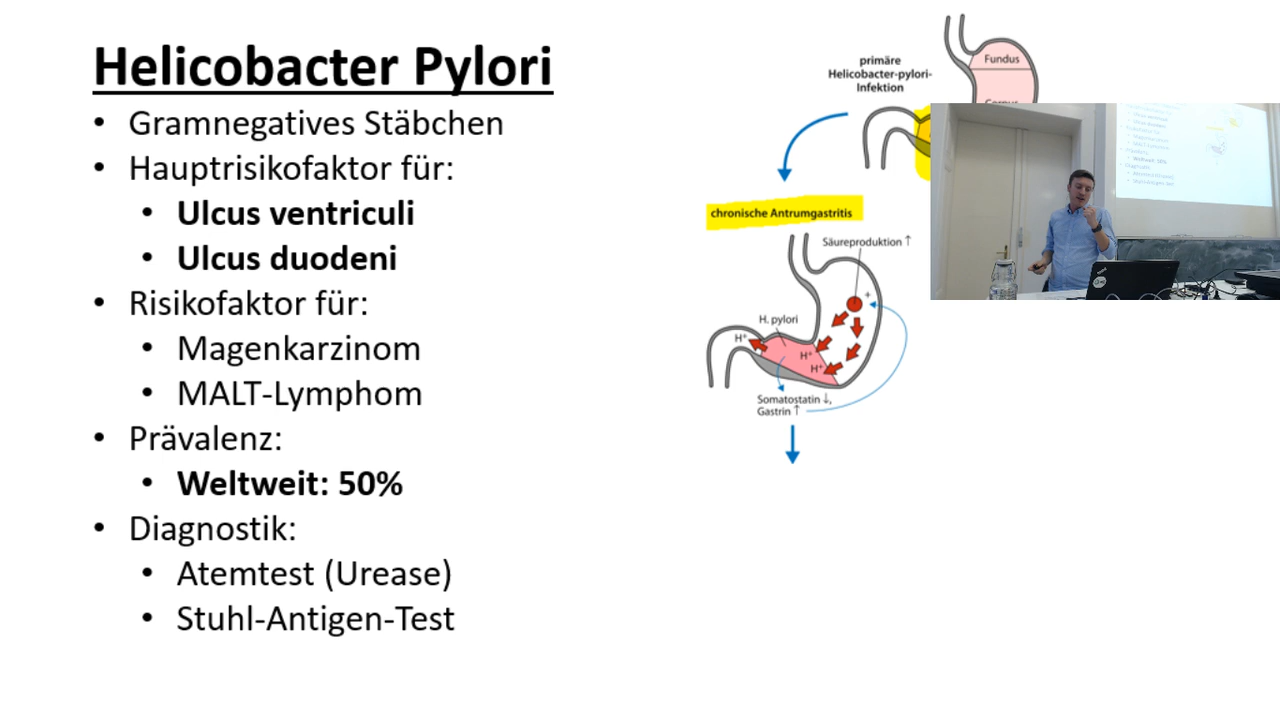 Helicobacter Pylori
• Gramnegatives Stäbchen
• Hauptrisikofaktor für:
• Ulcus ventriculi
• Ulcus duodeni
• Risikofaktor für:
• Magenkarzinom
• MALT-Lymphom
• Prävalenz:
• Weltweit: 50%
• Diagnostik:
• Atemtest (Urease)
• Stuhl-Antigen-Test
primäre
Helicobacter-pylori-
Infektion
Fundus
chronische Antrumgastritis
Säureproduktion ↑
+
H. pylori
H⁺
H⁺
H⁺
Somatostatin ↓,
Gastrin ↑